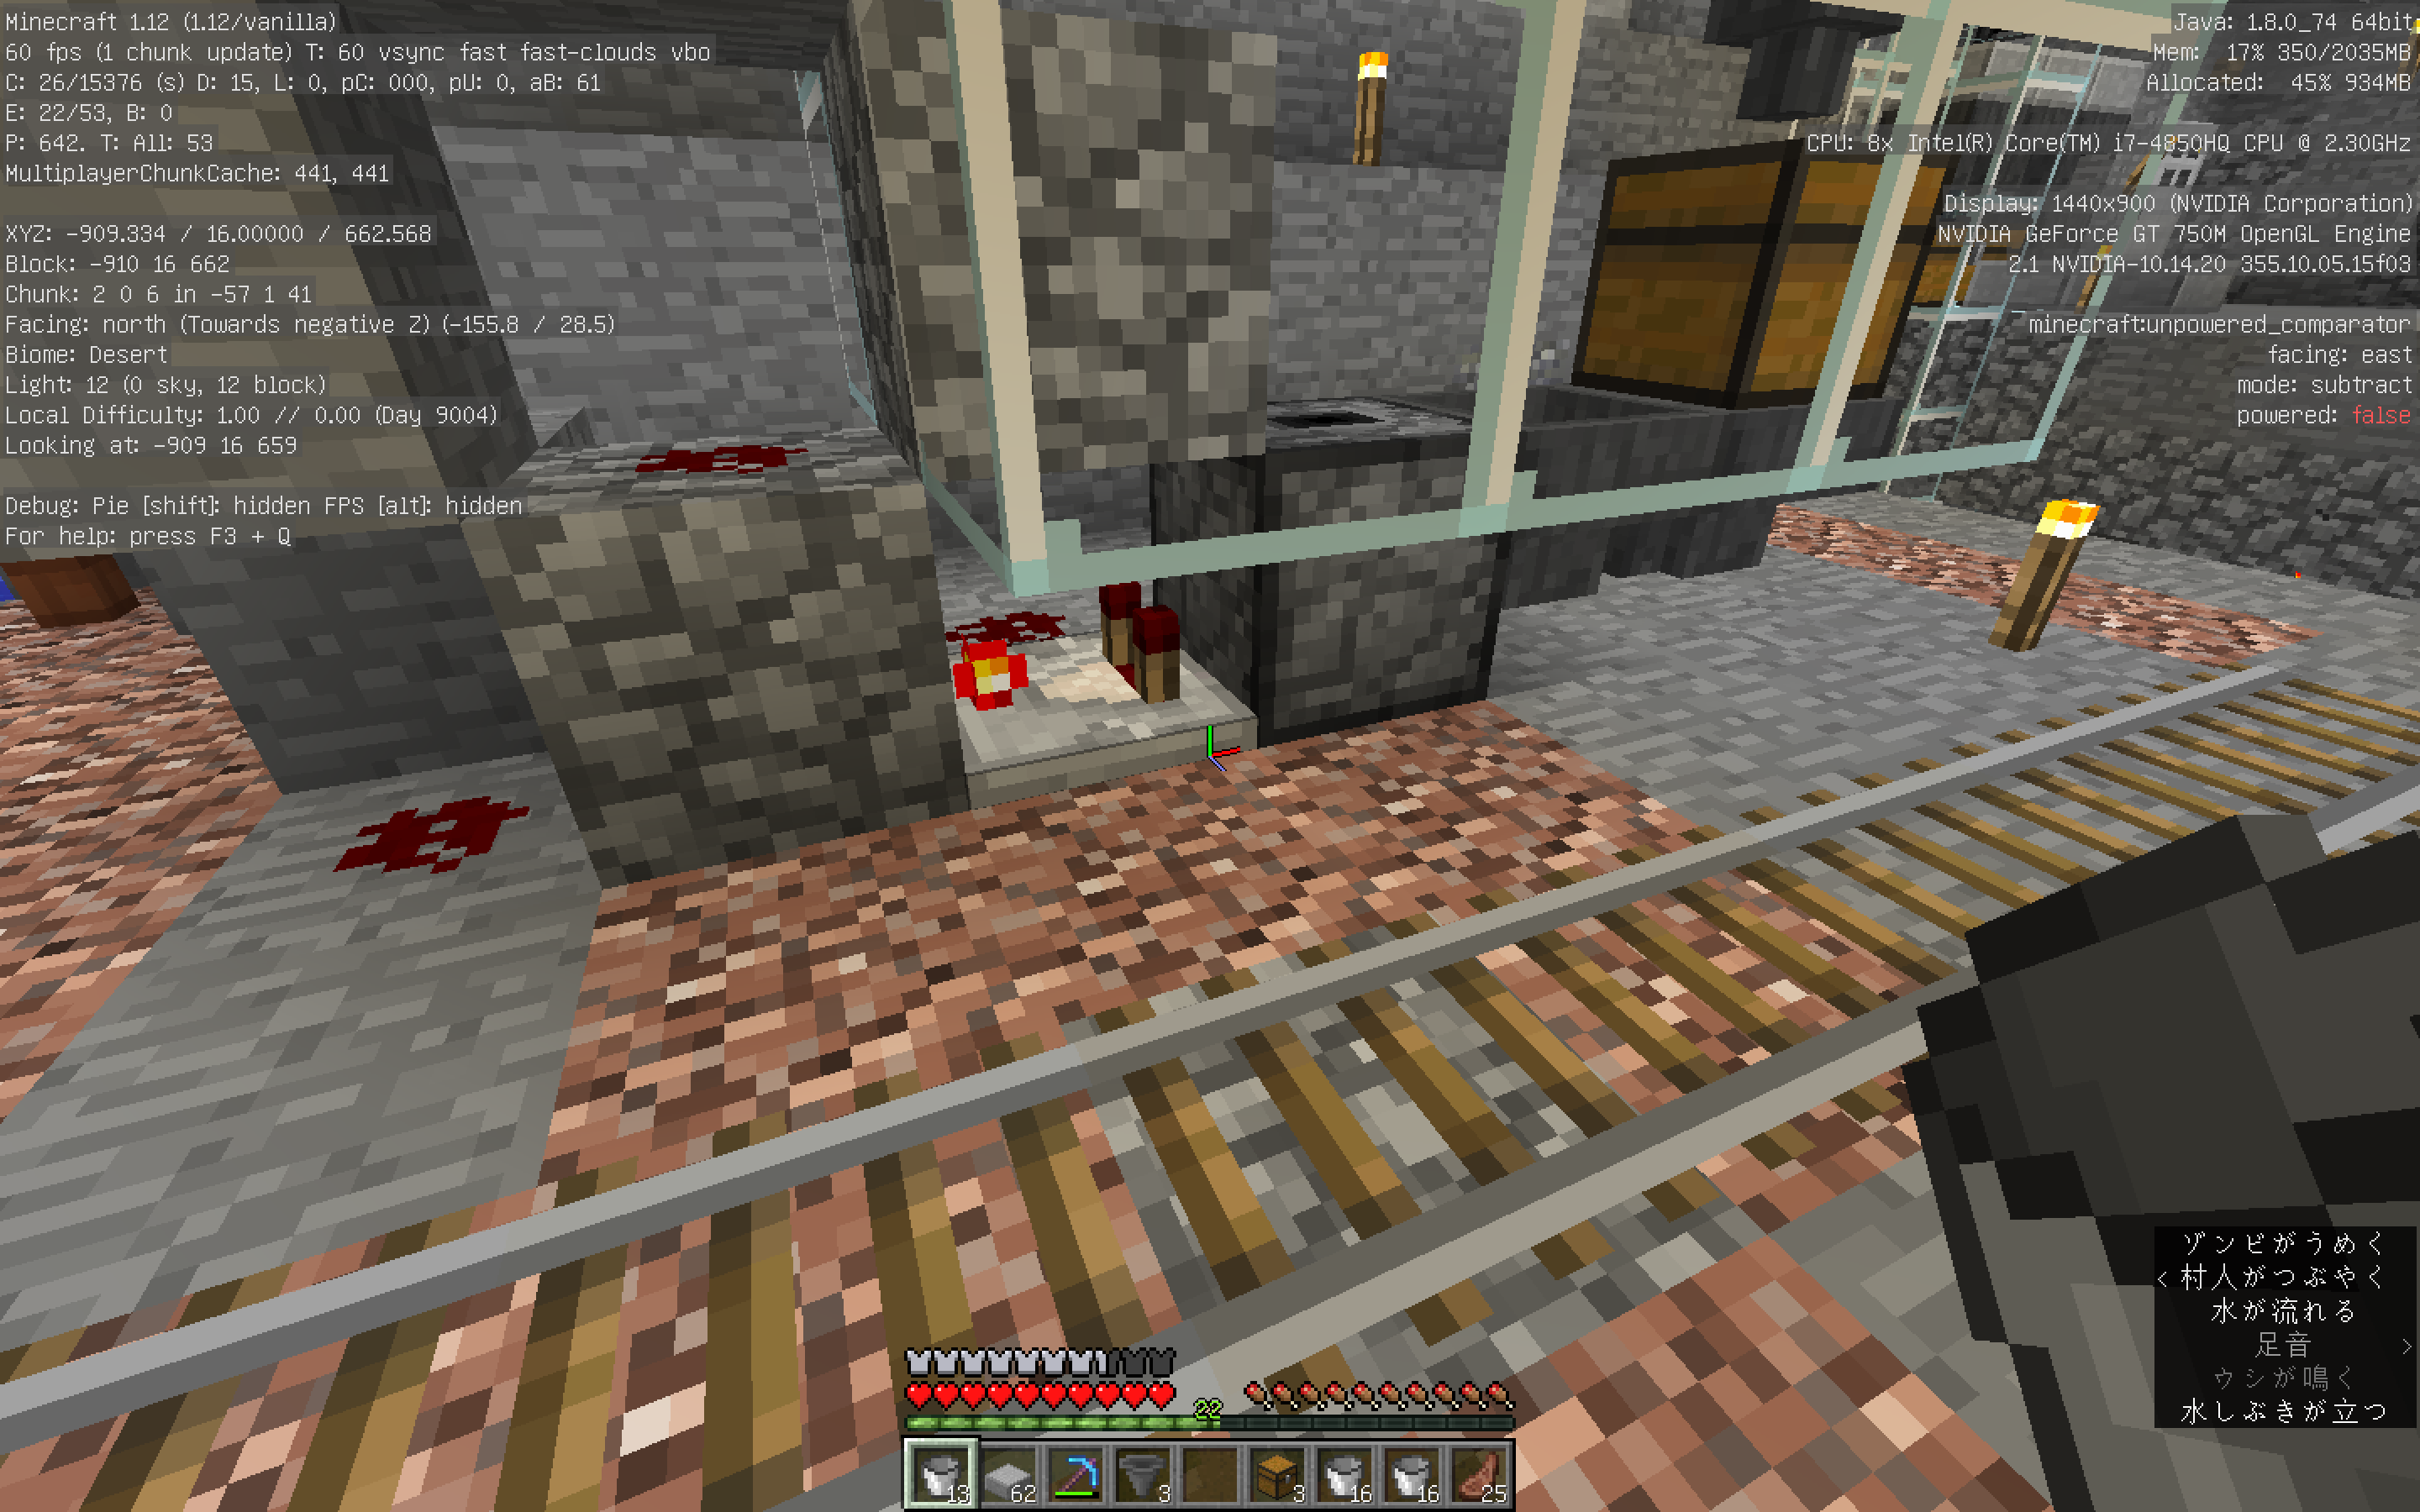 Minecraft 1.12 (1.12/vanilla)
60 fps (1 chunk update) T: 60 vsync fast fast-clouds vbo
C: 26/15376 (s) D: 15, L: 0, pC: 000, pU: 0, aB: 61
E: 22/53, B: 0
P: 642. T: All: 53
MultiplayerChunkCache: 441, 441
XYZ: -909.334 / 16.00000 / 662.568
Block: -910 16 662
Chunk: 2 0 6 in -57 1 41
Facing: north (Towards negative Z) (-155.8 / 28.5)
Biome: Desert
Light: 12 (0 sky, 12 block)
Local Difficulty: 1.00 // 0.00 (Day 9004)
Looking at: -909 16 659
Debug: Pie [shift]: hidden FPS [alt]: hidden
For help: press F3 + Q
Java: 1.8.0_74 64bit
Mem: 17% 350/2035MB
Allocated: 45% 934MB
CPU: 8x Intel(R) Core(TM) i7-4850HQ CPU @ 2.30GHz
Display: 1440x900 (NVIDIA Corporation)
NVIDIA GeForce GT 750M OpenGL Engine
2.1 NVIDIA-10.14.20 355.10.05.15f03
minecraft:unpowered_comparator
facing: east
mode: subtract
powered: false
ゾンビがうめく
< 村人がつぶやく
水が流れる
足音 >
ウシが鳴く
水しぶきが立つ
22
13 62 3 3 16 16 25